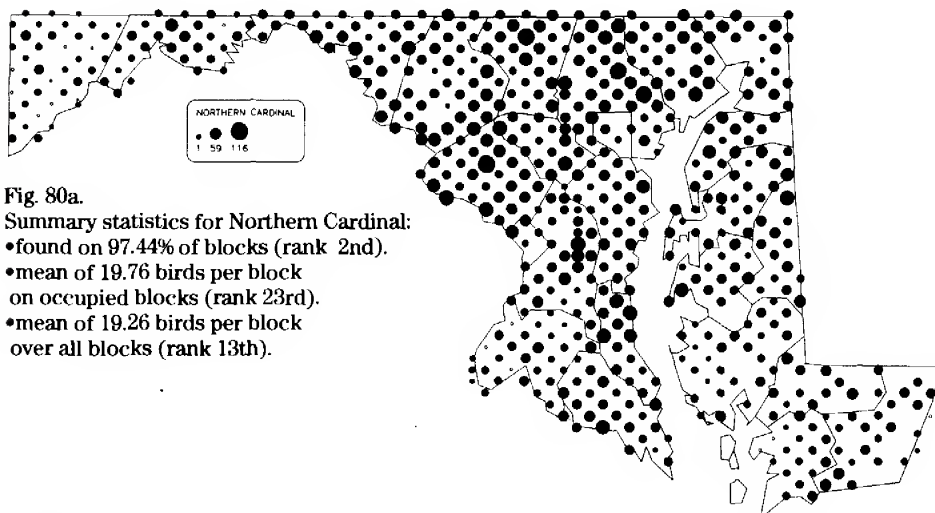 NORTHERN CARDINAL
1 59 116
Fig. 80a.
Summary statistics for Northern Cardinal:
•found on 97.44% of blocks (rank 2nd).
•mean of 19.76 birds per block
on occupied blocks (rank 23rd).
•mean of 19.26 birds per block
over all blocks (rank 13th).